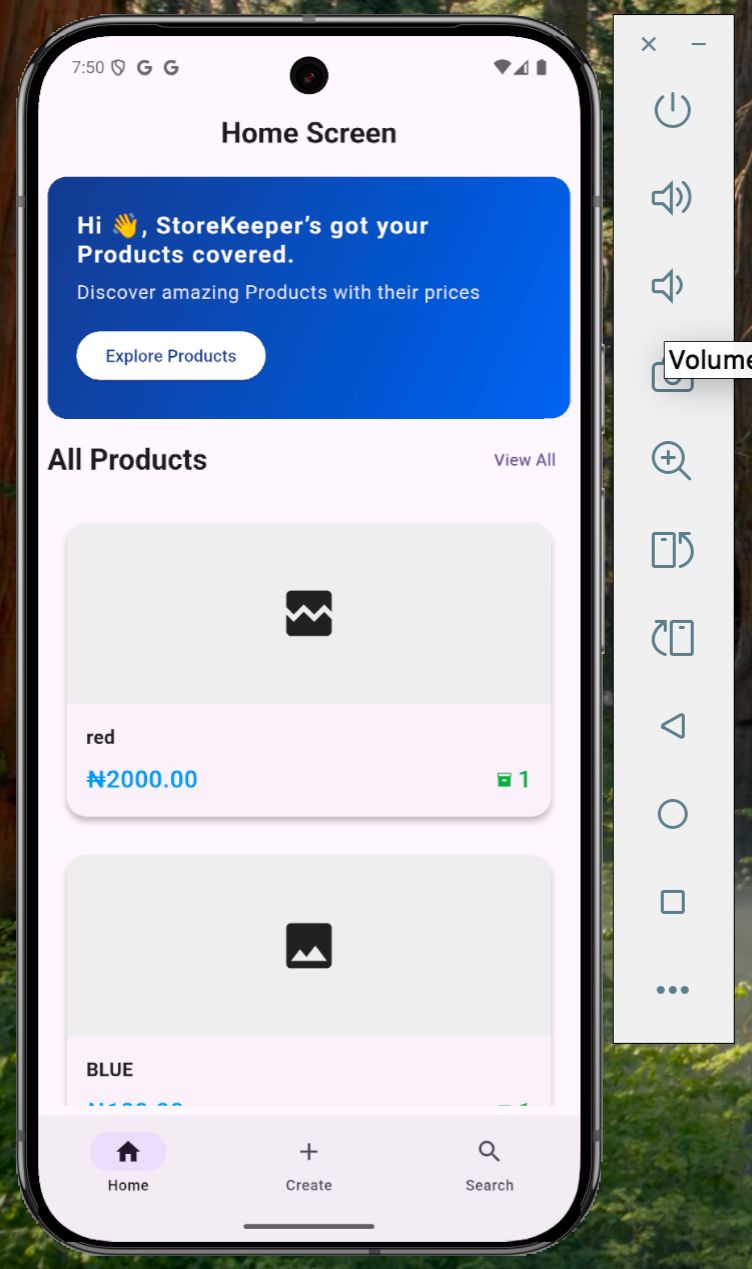 7:50
Home Screen
Hi 👋, StoreKeeper’s got your
Products covered.
Discover amazing Products with their prices
Explore Products
Volume
All Products
View All
red
₦2000.00
1
BLUE
Home
Create
Search